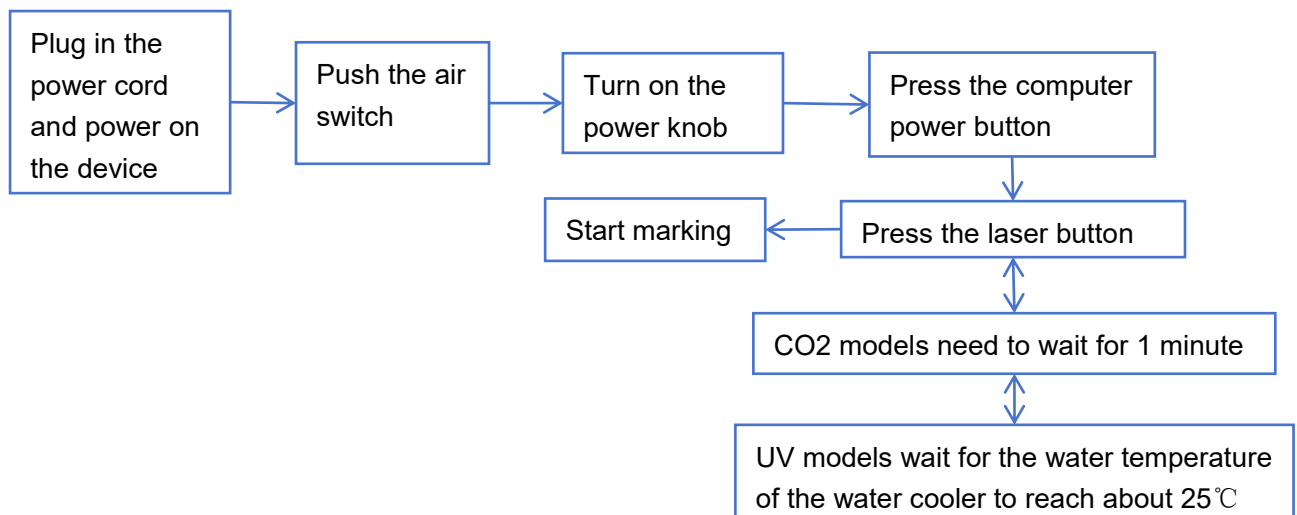 Plug in the
power cord
and power on
the device
Push the air
switch
Turn on the
power knob
Press the computer
power button
Start marking
Press the laser button
CO2 models need to wait for 1 minute
UV models wait for the water temperature
of the water cooler to reach about 25℃